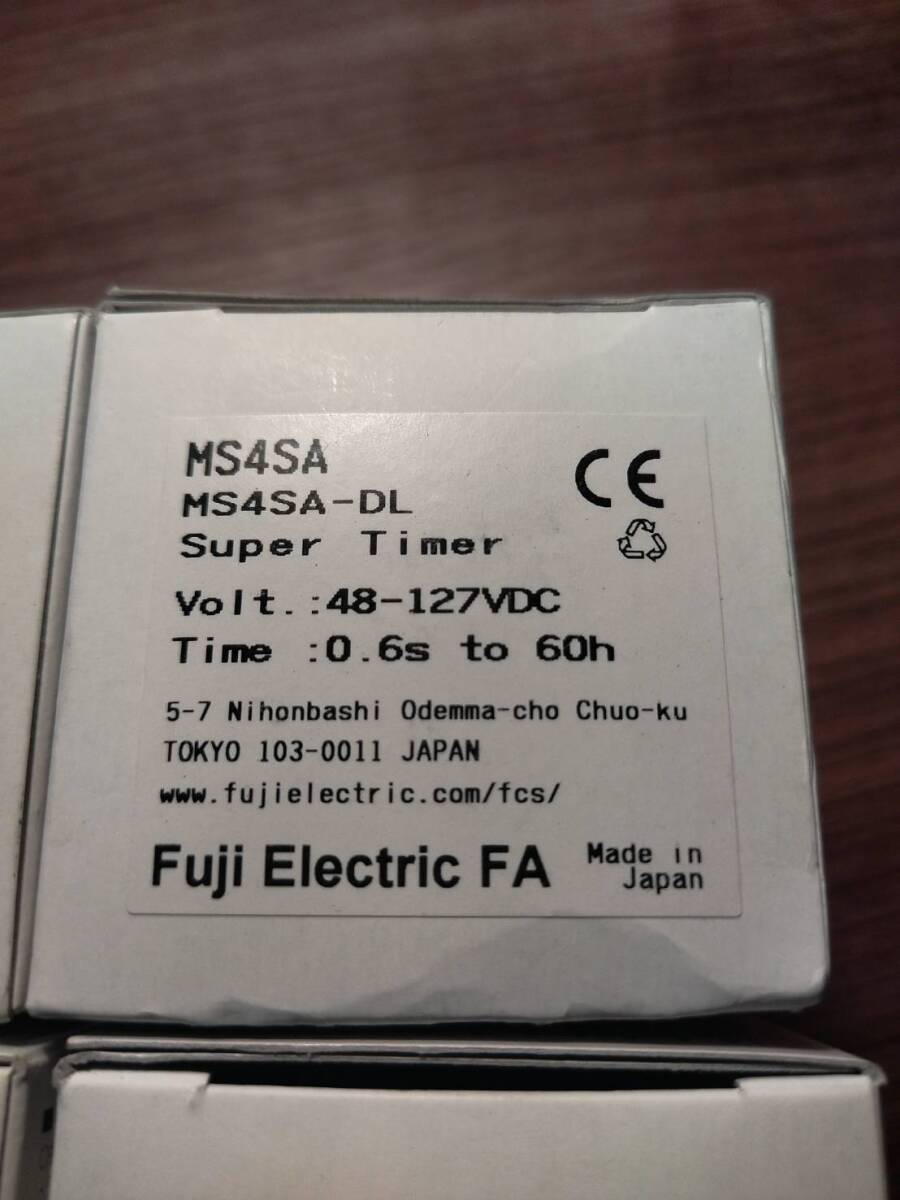 MS4SA
CE
MS4SA-DL
Super Timer
Volt.:48-127VDC
Time :0.6s to 60h
5-7 Nihonbashi Odemma-cho Chuo-ku
TOKYO 103-0011 JAPAN
www.fujielectric.com/fcs/
Fuji Electric FA
Made in
Japan